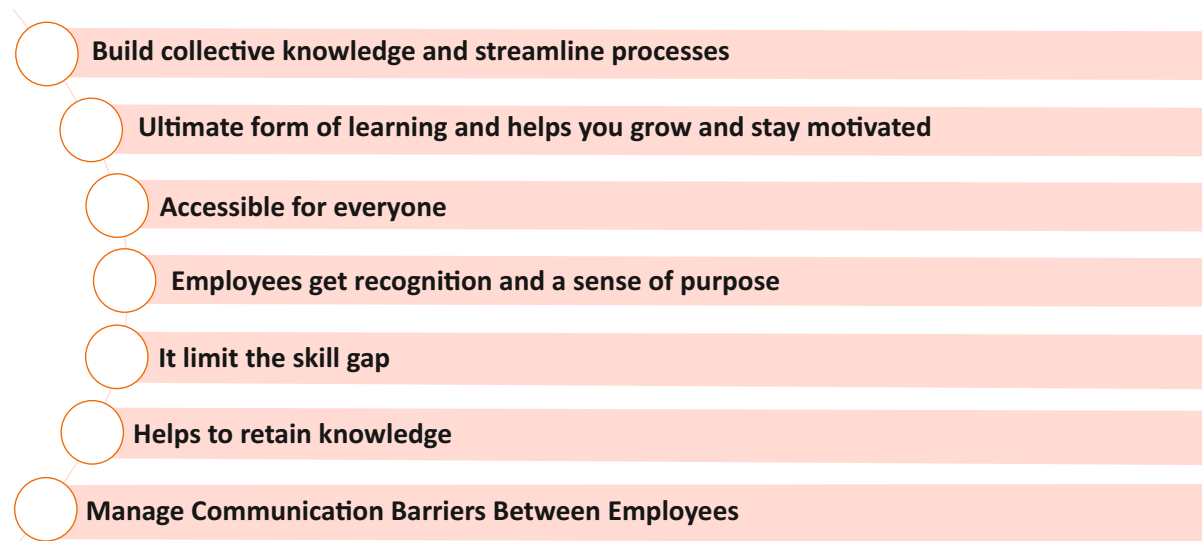 Build collective knowledge and streamline processes
Ultimate form of learning and helps you grow and stay motivated
Accessible for everyone
Employees get recognition and a sense of purpose
It limit the skill gap
Helps to retain knowledge
Manage Communication Barriers Between Employees